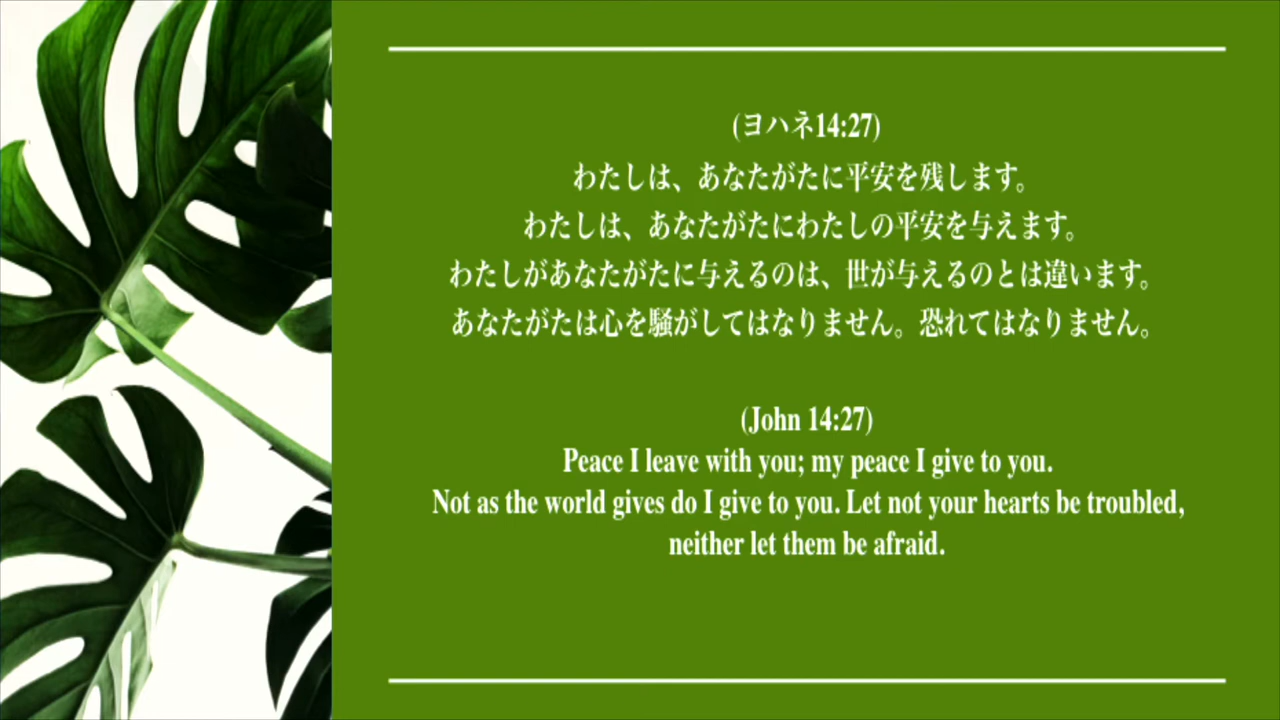 (ヨハネ14:27)
わたしは、あなたがたに平安を残します。
わたしは、あなたがたにわたしの平安を与えます。
わたしがあなたがたに与えるのは、世が与えるのとは違います。
あなたがたは心を騒がしてはなりません。恐れてはなりません。
(John 14:27)
Peace I leave with you; my peace I give to you.
Not as the world gives do I give to you. Let not your hearts be troubled,
neither let them be afraid.